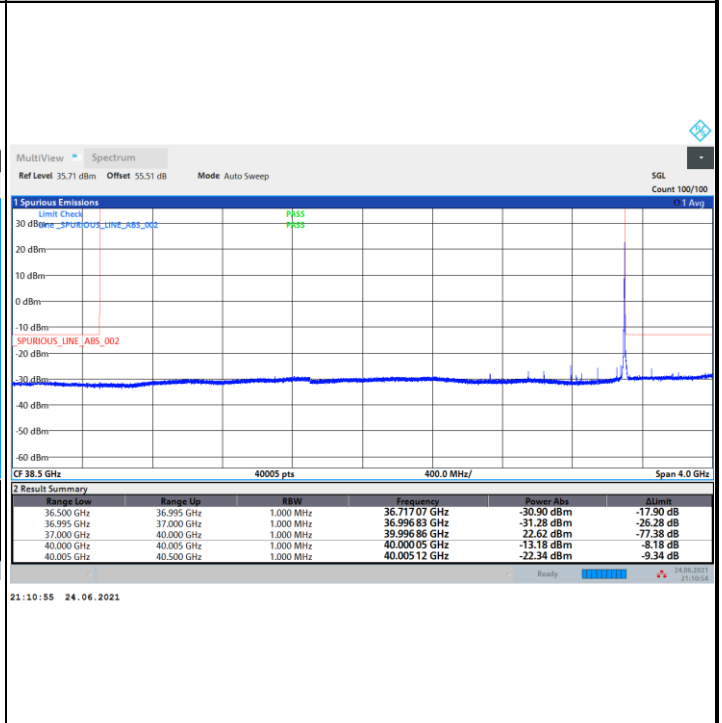 MultiView Spectrum
Ref Level 35.71 dBm Offset 55.51 dB Mode Auto Sweep SGL
Count 100/100
1 Spurious Emissions 1 Avg
Limit Check PASS
30 dBm Line _SPURIOUS_LINE_ABS_002 PASS
20 dBm
10 dBm
0 dBm
-10 dBm
_SPURIOUS_LINE_ABS_002
-20 dBm
-30 dBm
-40 dBm
-50 dBm
-60 dBm
CF 38.5 GHz 40005 pts 400.0 MHz/ Span 4.0 GHz
2 Result Summary
Range Low Range Up RBW Frequency Power Abs ΔLimit
36.500 GHz 36.995 GHz 1.000 MHz 36.717 07 GHz -30.90 dBm -17.90 dB
36.995 GHz 37.000 GHz 1.000 MHz 36.996 83 GHz -31.28 dBm -26.28 dB
37.000 GHz 40.000 GHz 1.000 MHz 39.996 86 GHz 22.62 dBm -77.38 dB
40.000 GHz 40.005 GHz 1.000 MHz 40.000 05 GHz -13.18 dBm -8.18 dB
40.005 GHz 40.500 GHz 1.000 MHz 40.005 12 GHz -22.34 dBm -9.34 dB
Ready 24.06.2021
21:10:54
21:10:55 24.06.2021